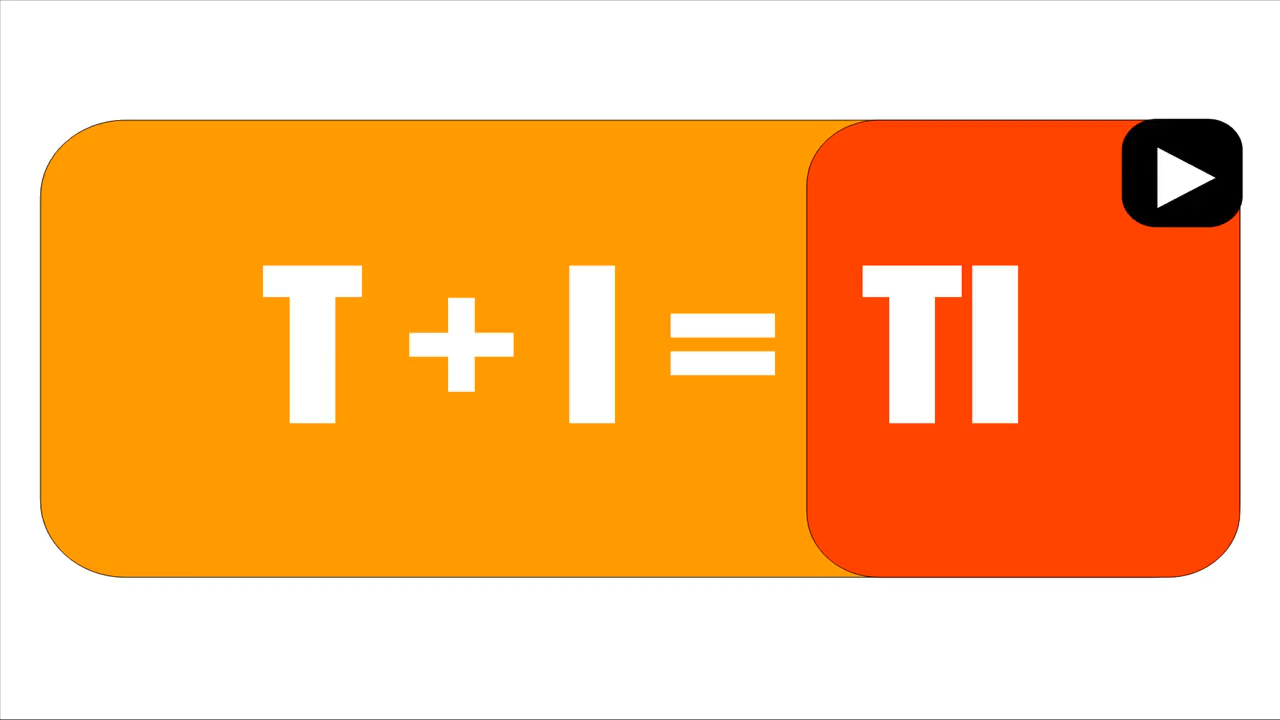 T + I = TI